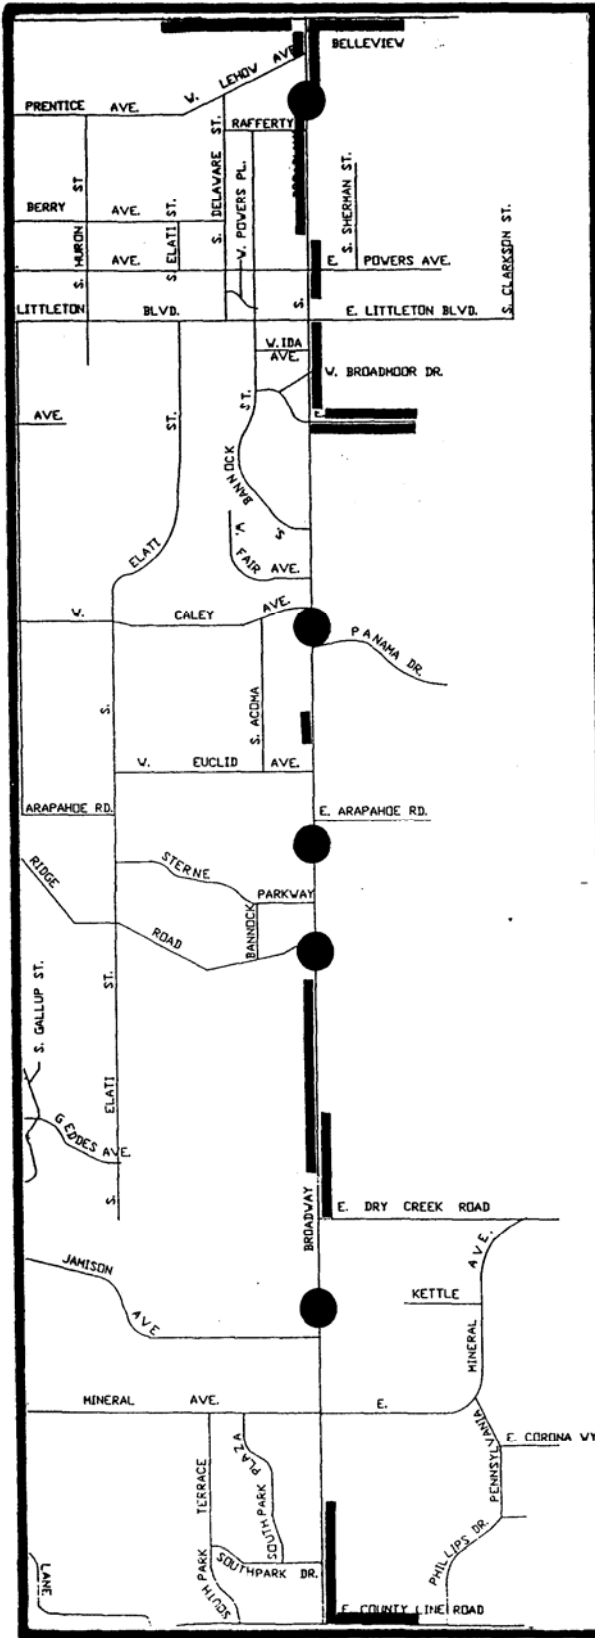 BELLEVIEW
W. LEHOW AVE
PRENTICE AVE.
RAFFERTY
S. DELAWARE ST.
S. HURON ST
W. POWERS PL.
S. SHERMAN ST.
BERRY AVE.
S. ELATI ST.
S. CLARKSON ST.
AVE.
E. POWERS AVE.
S.
LITTLETON BLVD.
E. LITTLETON BLVD.
W. IDA
AVE.
W. BROADMOOR DR.
E.
AVE.
ST.
ST.
BANNOCK
S
ELATI
W. FAIR AVE.
W. CALEY AVE.
PANAMA DR.
S. ACOMA
S.
W. EUCLID AVE.
ARAPAHOE RD.
E. ARAPAHOE RD.
STERNE
PARKWAY
RIDGE
ROAD
BANNOCK
S. GALLUP ST.
ST.
ELATI
GEDDES AVE.
S
BROADWAY
E. DRY CREEK ROAD
JAMISON
AVE
AVE.
KETTLE
MINERAL
MINERAL AVE.
E.
PENNSYLVANIA
E. CORONA WY
TERRACE
SOUTHPARK PLAZA
PHILLIPS DR.
SOUTHPARK DR.
SOUTH PARK
LANE
E. COUNTY LINE ROAD